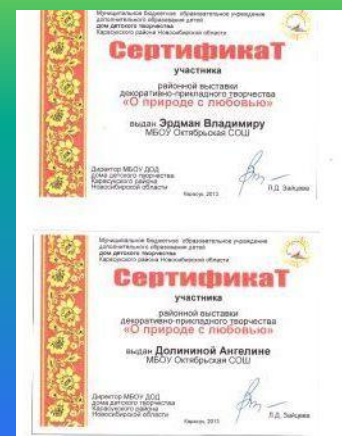 Муниципальное бюджетное образовательное учреждение
дополнительного образования детей
дом детского творчества
Карасукского района Новосибирской области
СертификаТ
участника
районной выставки
декоративно-прикладного творчества
«О природе с любовью»
выдан Эрдман Владимиру
МБОУ Октябрьская СОШ
Директор МБОУ ДОД
дома детского творчества
Карасукского района
Новосибирской области
Л.Д. Зайцева
Карасук, 2013
Муниципальное бюджетное образовательное учреждение
дополнительного образования детей
дом детского творчества
Карасукского района Новосибирской области
СертификаТ
участника
районной выставки
декоративно-прикладного творчества
«О природе с любовью»
выдан Долининой Ангелине
МБОУ Октябрьская СОШ
Директор МБОУ ДОД
дома детского творчества
Карасукского района
Новосибирской области
Л.Д. Зайцева
Карасук, 2013